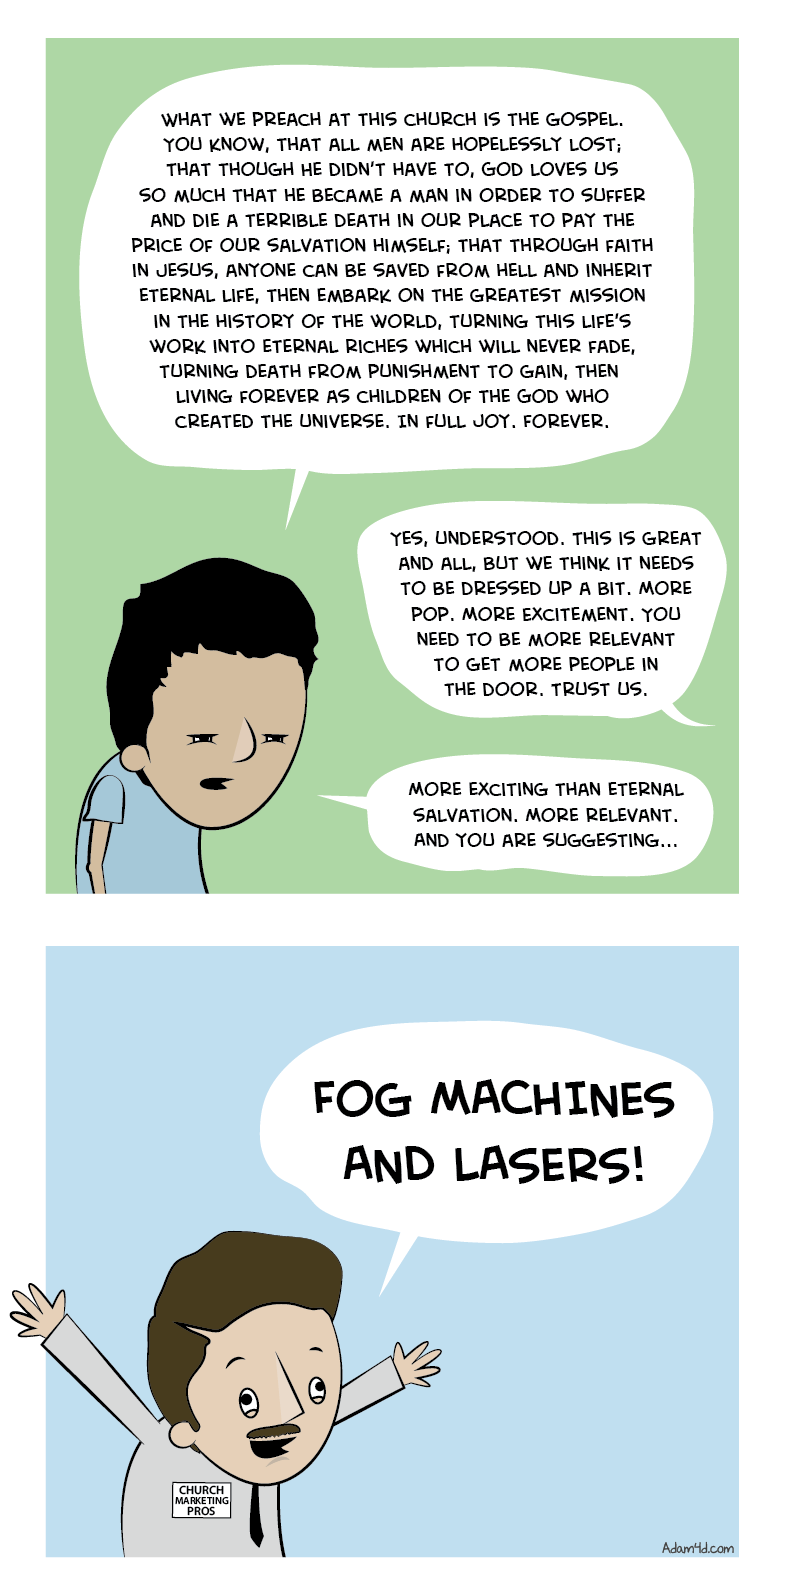 WHAT WE PREACH AT THIS CHURCH IS THE GOSPEL.
YOU KNOW, THAT ALL MEN ARE HOPELESSLY LOST;
THAT THOUGH HE DIDN'T HAVE TO, GOD LOVES US
SO MUCH THAT HE BECAME A MAN IN ORDER TO SUFFER
AND DIE A TERRIBLE DEATH IN OUR PLACE TO PAY THE
PRICE OF OUR SALVATION HIMSELF; THAT THROUGH FAITH
IN JESUS, ANYONE CAN BE SAVED FROM HELL AND INHERIT
ETERNAL LIFE, THEN EMBARK ON THE GREATEST MISSION
IN THE HISTORY OF THE WORLD, TURNING THIS LIFE'S
WORK INTO ETERNAL RICHES WHICH WILL NEVER FADE,
TURNING DEATH FROM PUNISHMENT TO GAIN, THEN
LIVING FOREVER AS CHILDREN OF THE GOD WHO
CREATED THE UNIVERSE. IN FULL JOY. FOREVER.
YES, UNDERSTOOD. THIS IS GREAT
AND ALL, BUT WE THINK IT NEEDS
TO BE DRESSED UP A BIT. MORE
POP. MORE EXCITEMENT. YOU
NEED TO BE MORE RELEVANT
TO GET MORE PEOPLE IN
THE DOOR. TRUST US.
MORE EXCITING THAN ETERNAL
SALVATION. MORE RELEVANT.
AND YOU ARE SUGGESTING...
FOG MACHINES
AND LASERS!
CHURCH
MARKETING
PROS
Adam4d.com